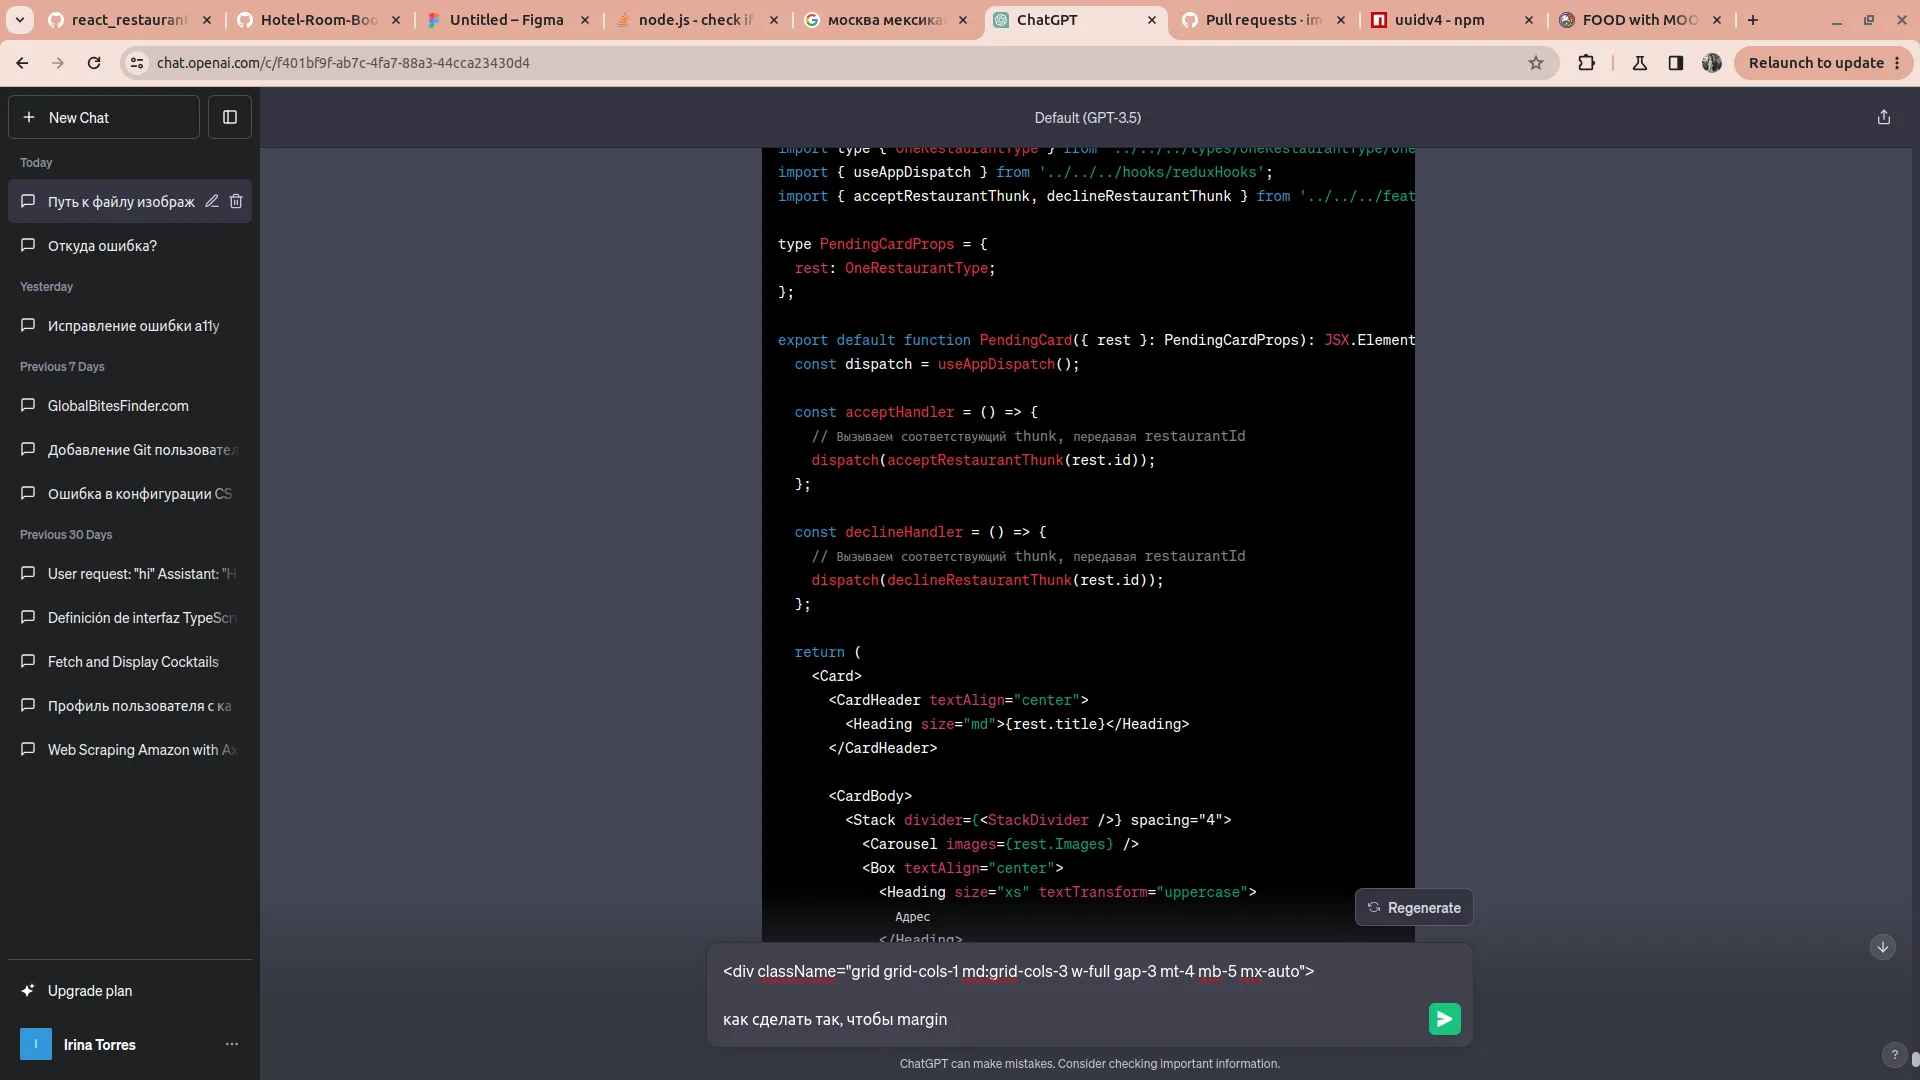 react_restaurant
Hotel-Room-Boo
Untitled – Figma
node.js - check if
москва мексика
ChatGPT
Pull requests · im
uuidv4 - npm
FOOD with MOO
chat.openai.com/c/f401bf9f-ab7c-4fa7-88a3-44cca23430d4
Relaunch to update
New Chat
Default (GPT-3.5)
Today
Путь к файлу изображ
Откуда ошибка?
Yesterday
Исправление ошибки a11y
Previous 7 Days
GlobalBitesFinder.com
Добавление Git пользовател
Ошибка в конфигурации CS
Previous 30 Days
User request: "hi" Assistant: "H
Definición de interfaz TypeScri
Fetch and Display Cocktails
Профиль пользователя с ка
Web Scraping Amazon with Ax
Upgrade plan
I
Irina Torres
import type { OneRestaurantType } from '../../../types/oneRestaurantType/one
import { useAppDispatch } from '../../../hooks/reduxHooks';
import { acceptRestaurantThunk, declineRestaurantThunk } from '../../../feat
type PendingCardProps = {
rest: OneRestaurantType;
};
export default function PendingCard({ rest }: PendingCardProps): JSX.Element
const dispatch = useAppDispatch();
const acceptHandler = () => {
// Вызываем соответствующий thunk, передавая restaurantId
dispatch(acceptRestaurantThunk(rest.id));
};
const declineHandler = () => {
// Вызываем соответствующий thunk, передавая restaurantId
dispatch(declineRestaurantThunk(rest.id));
};
return (
<Card>
<CardHeader textAlign="center">
<Heading size="md">{rest.title}</Heading>
</CardHeader>
<CardBody>
<Stack divider={<StackDivider />} spacing="4">
<Carousel images={rest.Images} />
<Box textAlign="center">
<Heading size="xs" textTransform="uppercase">
Адрес
</Heading>
Regenerate
<div className="grid grid-cols-1 md:grid-cols-3 w-full gap-3 mt-4 mb-5 mx-auto">
как сделать так, чтобы margin
ChatGPT can make mistakes. Consider checking important information.
?